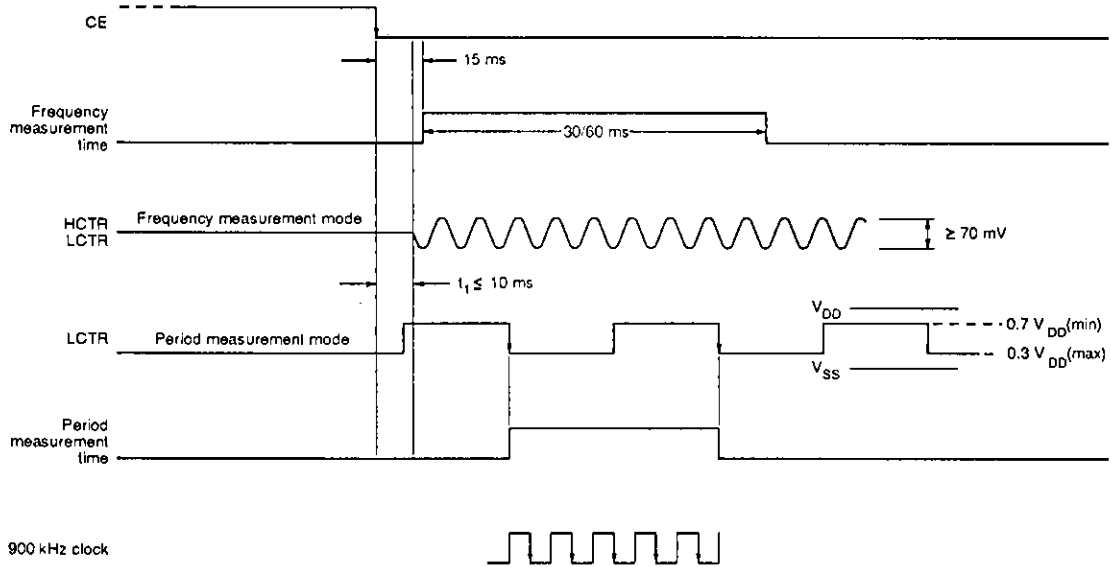 CE
15 ms
Frequency
measurement
time
30/60 ms
HCTR
LCTR
Frequency measurement mode
≥ 70 mV
t1 ≤ 10 ms
LCTR
Period measurement mode
VDD
0.7 VDD(min)
0.3 VDD(max)
VSS
Period
measurement
time
900 kHz clock